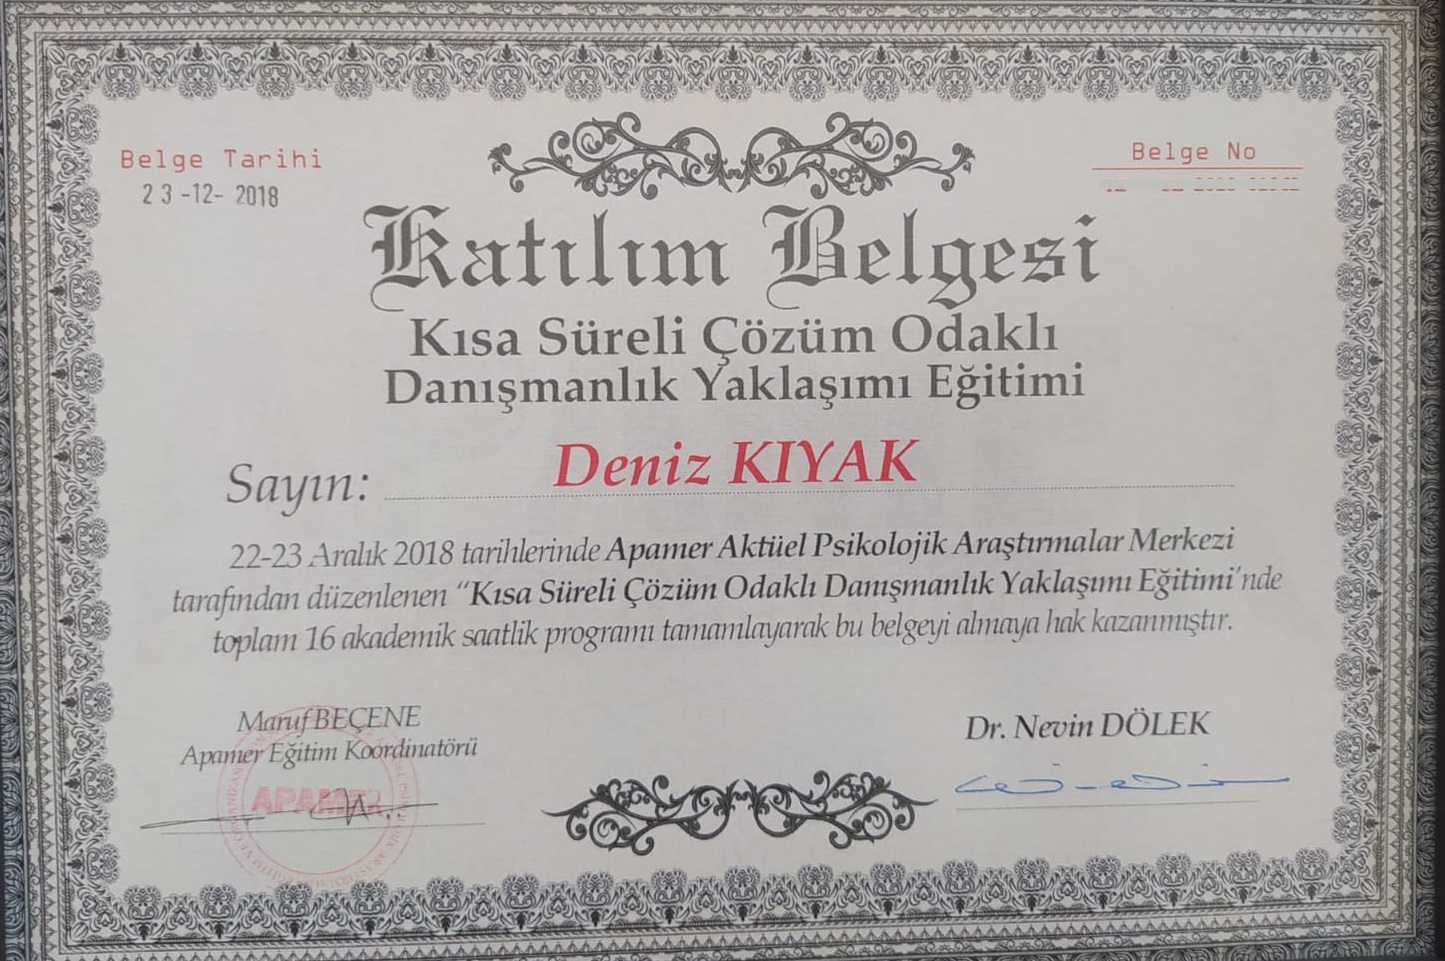 Belge Tarihi
23-12-2018
Belge No
Katılım Belgesi
Kısa Süreli Çözüm Odaklı
Danışmanlık Yaklaşımı Eğitimi
Sayın: Deniz KIYAK
22-23 Aralık 2018 tarihlerinde Apamer Aktüel Psikolojik Araştırmalar Merkezi
tarafından düzenlenen "Kısa Süreli Çözüm Odaklı Danışmanlık Yaklaşımı Eğitimi'nde
toplam 16 akademik saatlik programı tamamlayarak bu belgeyi almaya hak kazanmıştır.
Maruf BEÇENE
Apamer Eğitim Koordinatörü
APAMER
Dr. Nevin DÖLEK